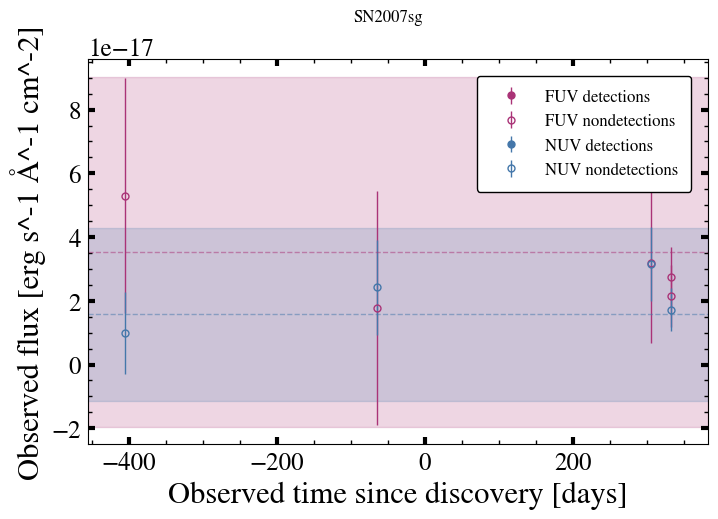 SN2007sg
1e−17
8
6
4
2
0
−2
−400
−200
0
200
Observed flux [erg s^-1 Å^-1 cm^-2]
Observed time since discovery [days]
FUV detections
FUV nondetections
NUV detections
NUV nondetections